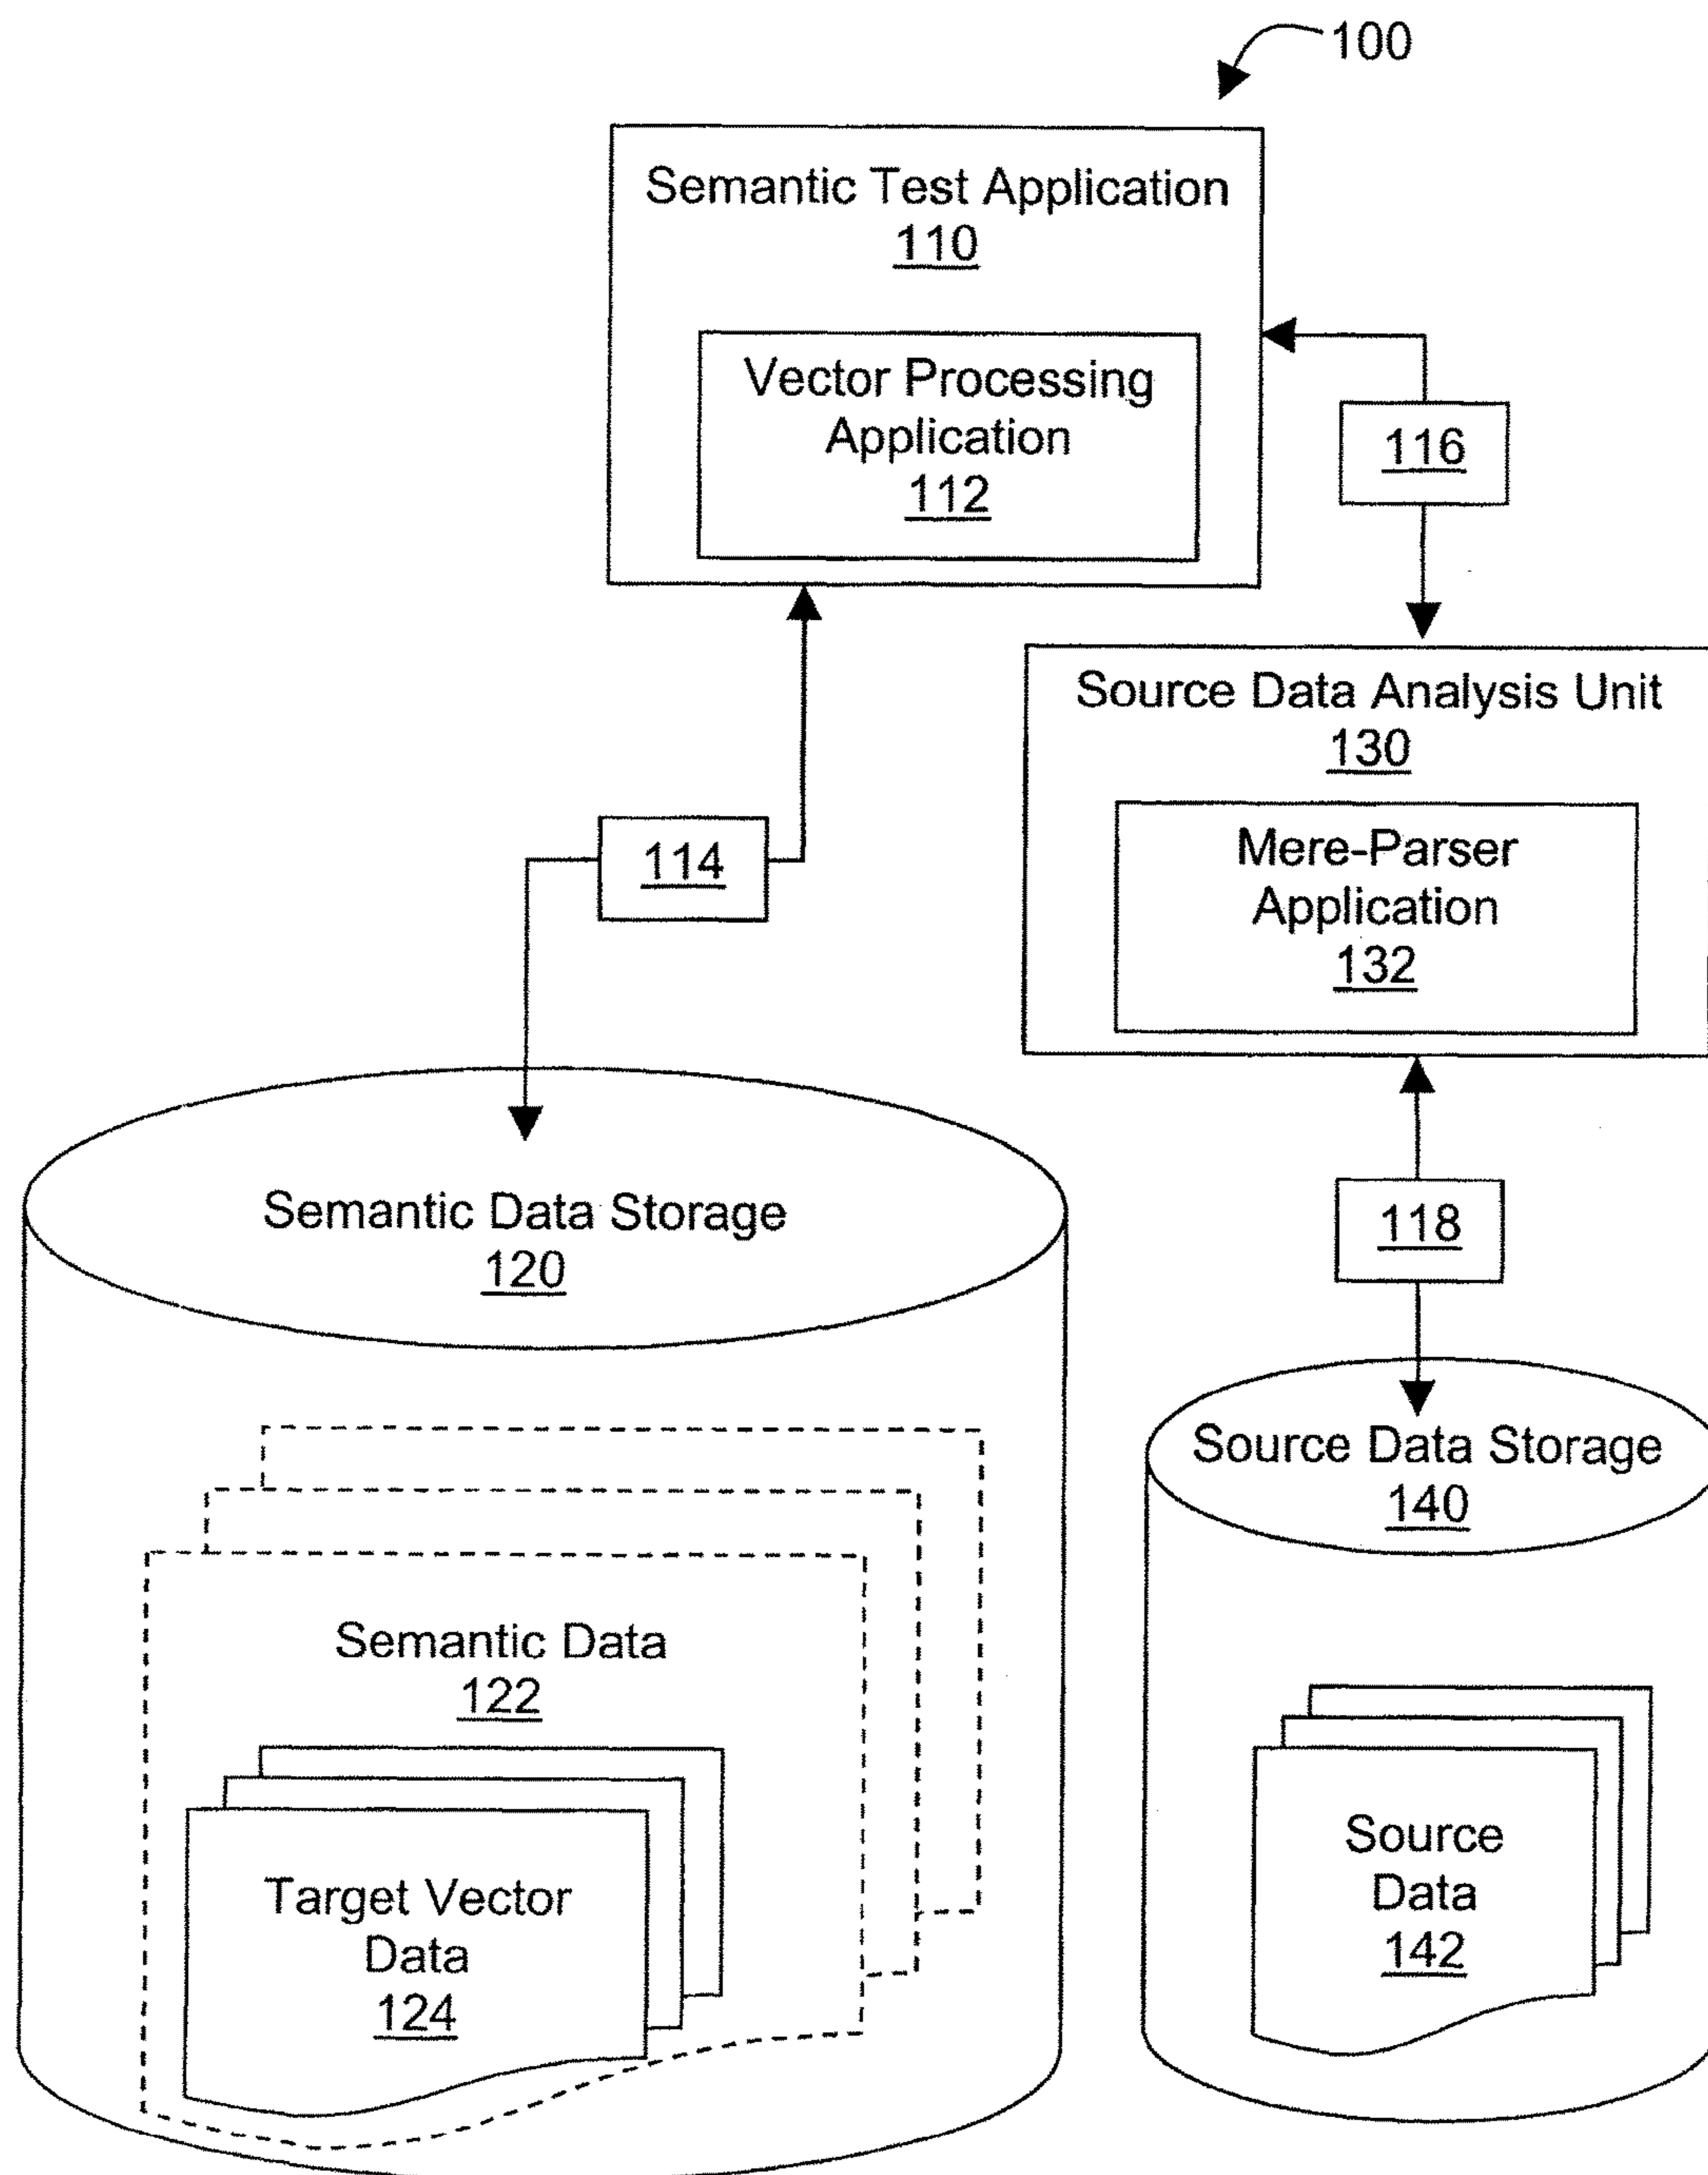 100
Semantic Test Application
110
Vector Processing
Application
112
116
Source Data Analysis Unit
130
Mere-Parser
Application
132
114
118
Semantic Data Storage
120
Source Data Storage
140
Semantic Data
122
Target Vector
Data
124
Source
Data
142